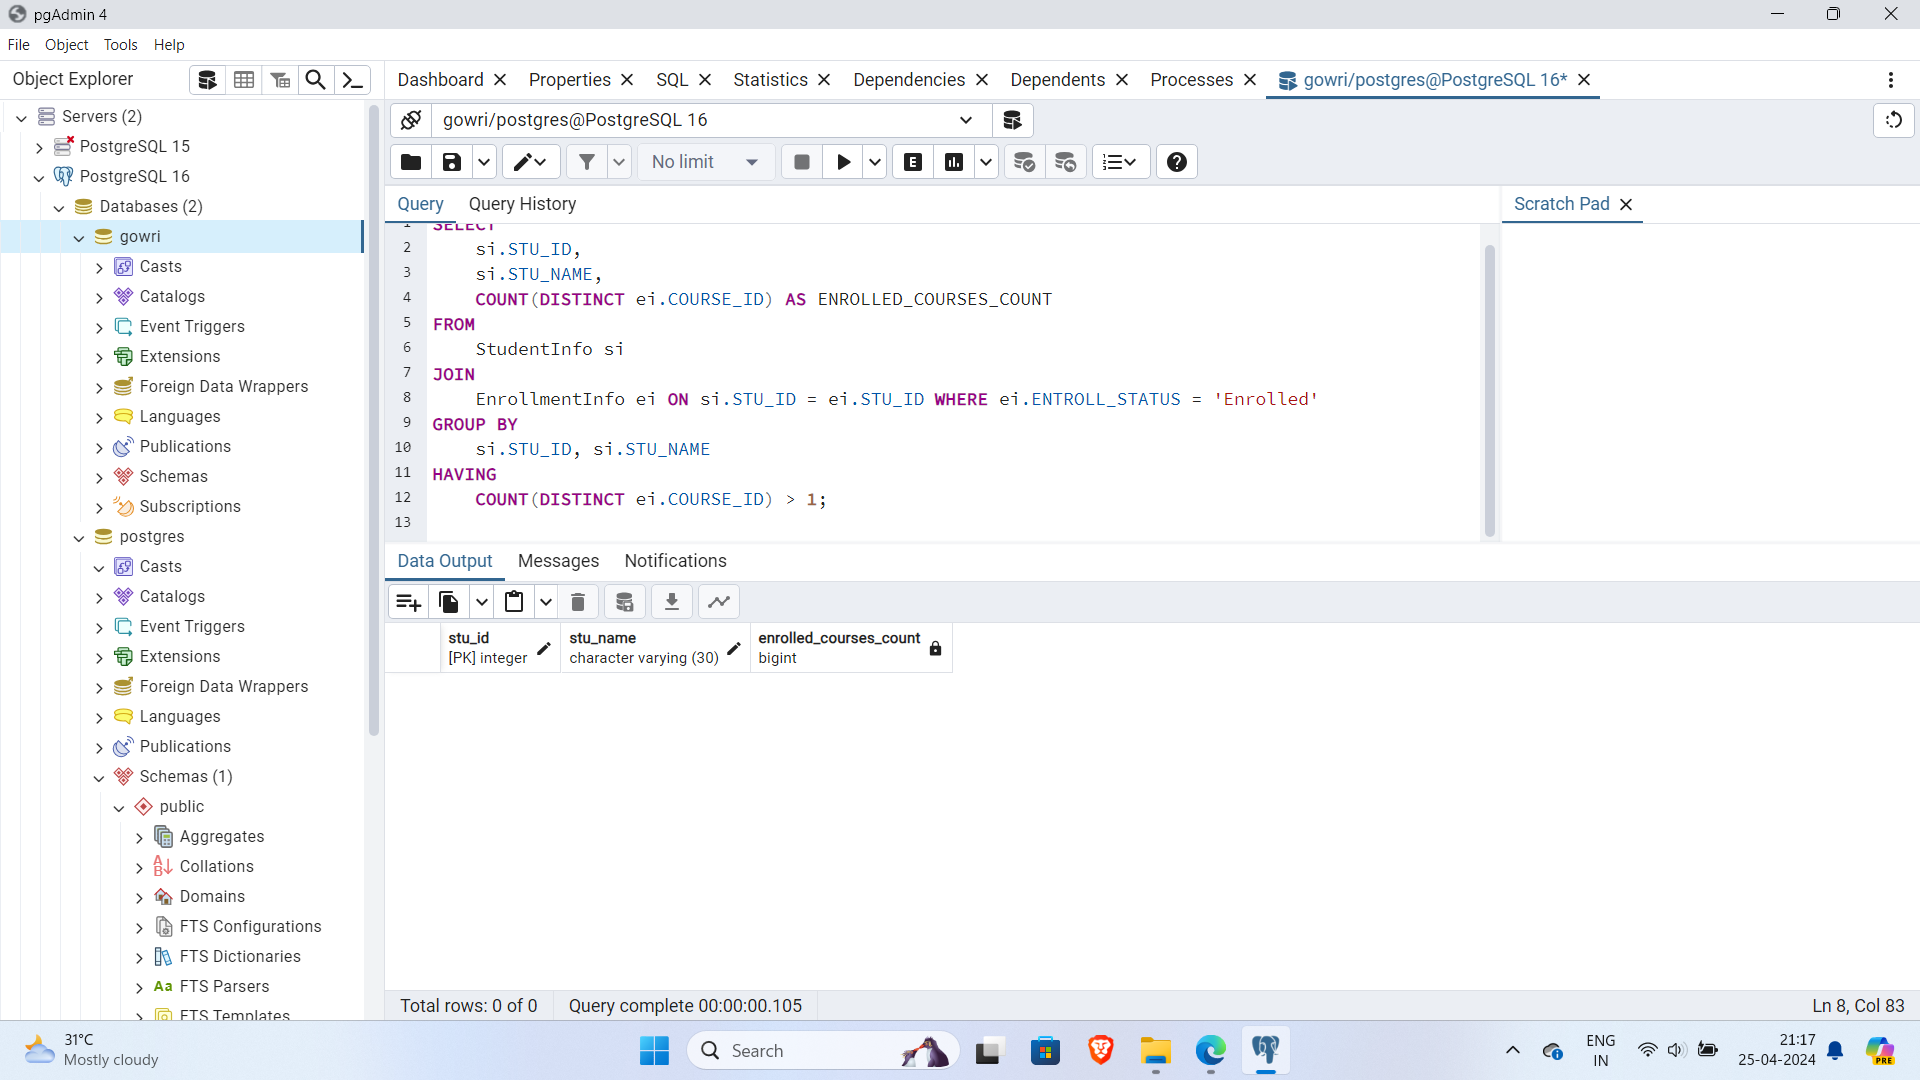 pgAdmin 4
File Object Tools Help
Object Explorer
Dashboard Properties SQL Statistics Dependencies Dependents Processes gowri/postgres@PostgreSQL 16*
Servers (2)
PostgreSQL 15
PostgreSQL 16
Databases (2)
gowri
Casts
Catalogs
Event Triggers
Extensions
Foreign Data Wrappers
Languages
Publications
Schemas
Subscriptions
postgres
Casts
Catalogs
Event Triggers
Extensions
Foreign Data Wrappers
Languages
Publications
Schemas (1)
public
Aggregates
Collations
Domains
FTS Configurations
FTS Dictionaries
Aa FTS Parsers
FTS Templates
gowri/postgres@PostgreSQL 16
No limit
E
Query Query History
Scratch Pad
1 SELECT
2 si.STU_ID,
3 si.STU_NAME,
4 COUNT(DISTINCT ei.COURSE_ID) AS ENROLLED_COURSES_COUNT
5 FROM
6 StudentInfo si
7 JOIN
8 EnrollmentInfo ei ON si.STU_ID = ei.STU_ID WHERE ei.ENTROLL_STATUS = 'Enrolled'
9 GROUP BY
10 si.STU_ID, si.STU_NAME
11 HAVING
12 COUNT(DISTINCT ei.COURSE_ID) > 1;
13
Data Output Messages Notifications
stu_id
[PK] integer
stu_name
character varying (30)
enrolled_courses_count
bigint
Total rows: 0 of 0 Query complete 00:00:00.105 Ln 8, Col 83
31°C
Mostly cloudy
Search
ENG
IN
21:17
25-04-2024
PRE